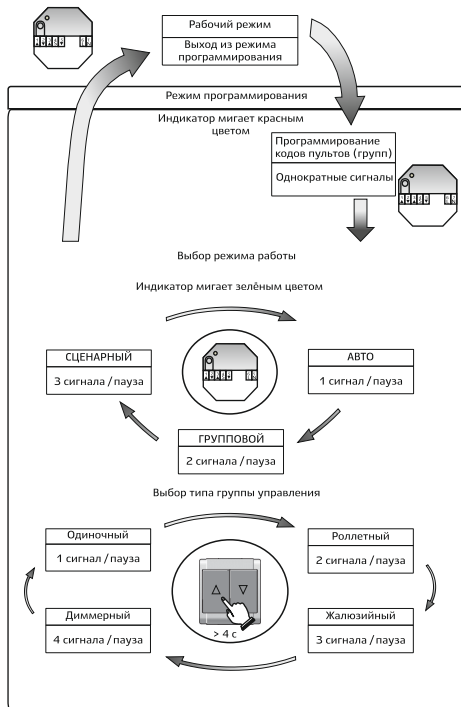 Рабочий режим
Выход из режима
программирования
Режим программирования
Индикатор мигает красным
цветом
Программирование
кодов пультов (групп)
Однократные сигналы
Выбор режима работы
Индикатор мигает зелёным цветом
СЦЕНАРНЫЙ
3 сигнала / пауза
АВТО
1 сигнал / пауза
ГРУППОВОЙ
2 сигнала / пауза
Выбор типа группы управления
Одиночный
1 сигнал / пауза
Роллетный
2 сигнала / пауза
Диммерный
4 сигнала / пауза
> 4 с
Жалюзийный
3 сигнала / пауза